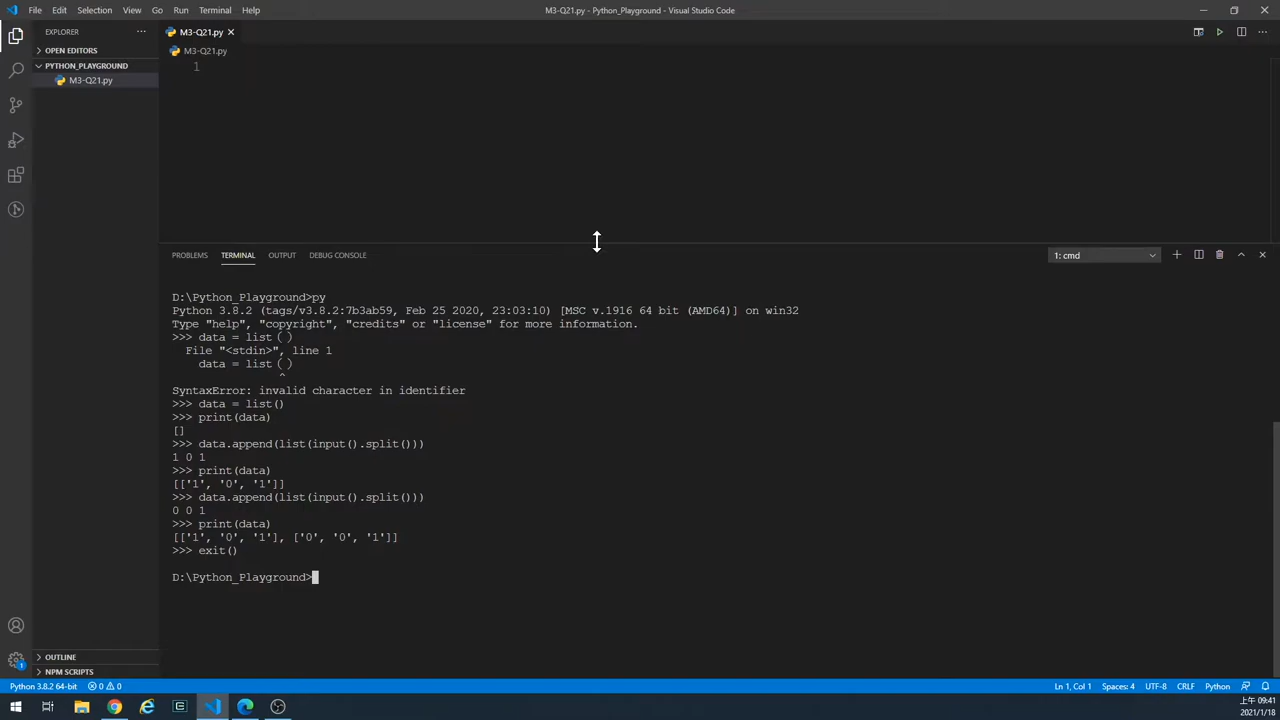 File Edit Selection View Go Run Terminal Help
M3-Q21.py - Python_Playground - Visual Studio Code
EXPLORER
OPEN EDITORS
PYTHON_PLAYGROUND
M3-Q21.py
OUTLINE
NPM SCRIPTS
M3-Q21.py
M3-Q21.py
1
PROBLEMS TERMINAL OUTPUT DEBUG CONSOLE
1: cmd
D:\Python_Playground>py
Python 3.8.2 (tags/v3.8.2:7b3ab59, Feb 25 2020, 23:03:10) [MSC v.1916 64 bit (AMD64)] on win32
Type "help", "copyright", "credits" or "license" for more information.
>>> data = list（）
  File "<stdin>", line 1
    data = list（）
                ^
SyntaxError: invalid character in identifier
>>> data = list()
>>> print(data)
[]
>>> data.append(list(input().split()))
1 0 1
>>> print(data)
[['1', '0', '1']]
>>> data.append(list(input().split()))
0 0 1
>>> print(data)
[['1', '0', '1'], ['0', '0', '1']]
>>> exit()
D:\Python_Playground>
1
Python 3.8.2 64-bit 0 0 Ln 1, Col 1 Spaces: 4 UTF-8 CRLF Python
上午 09:41
2021/1/18